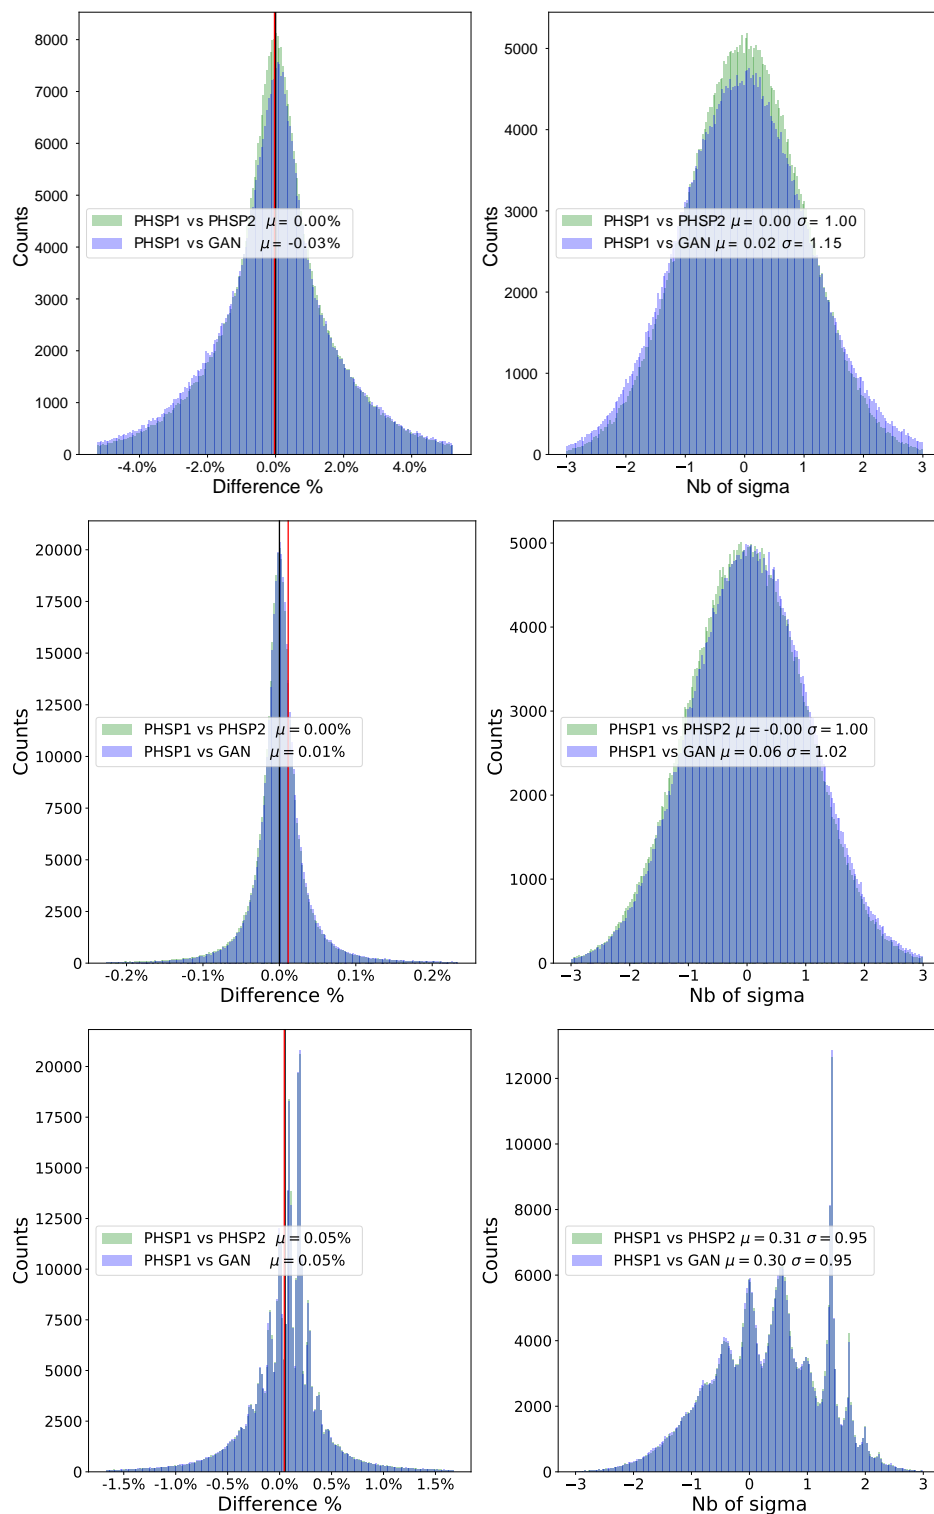 8000
7000
6000
5000
4000
3000
2000
1000
0
Counts
PHSP1 vs PHSP2 μ = 0.00%
PHSP1 vs GAN μ = -0.03%
-4.0% -2.0% 0.0% 2.0% 4.0%
Difference %
5000
4000
3000
2000
1000
0
Counts
PHSP1 vs PHSP2 μ = 0.00 σ = 1.00
PHSP1 vs GAN μ = 0.02 σ = 1.15
−3 −2 −1 0 1 2 3
Nb of sigma
20000
17500
15000
12500
10000
7500
5000
2500
0
Counts
PHSP1 vs PHSP2 μ = 0.00%
PHSP1 vs GAN μ = 0.01%
-0.2% -0.1% 0.0% 0.1% 0.2%
Difference %
5000
4000
3000
2000
1000
0
Counts
PHSP1 vs PHSP2 μ = -0.00 σ = 1.00
PHSP1 vs GAN μ = 0.06 σ = 1.02
−3 −2 −1 0 1 2 3
Nb of sigma
20000
17500
15000
12500
10000
7500
5000
2500
0
Counts
PHSP1 vs PHSP2 μ = 0.05%
PHSP1 vs GAN μ = 0.05%
-1.5% -1.0% -0.5% 0.0% 0.5% 1.0% 1.5%
Difference %
12000
10000
8000
6000
4000
2000
0
Counts
PHSP1 vs PHSP2 μ = 0.31 σ = 0.95
PHSP1 vs GAN μ = 0.30 σ = 0.95
−3 −2 −1 0 1 2 3
Nb of sigma